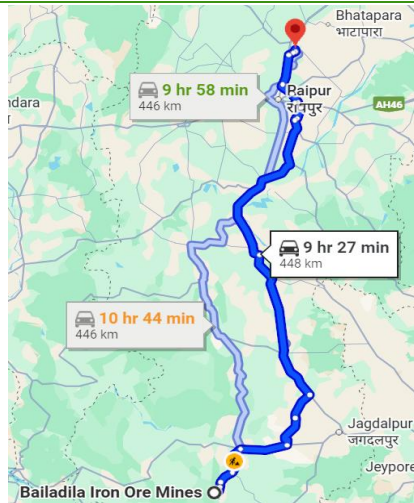 Bhatapara
भाटापारा
9 hr 58 min
446 km
Raipur
रायपुर
ndara
AH46
9 hr 27 min
448 km
10 hr 44 min
446 km
Jagdalpur
जगदलपुर
Jeypore
Bailadila Iron Ore Mines